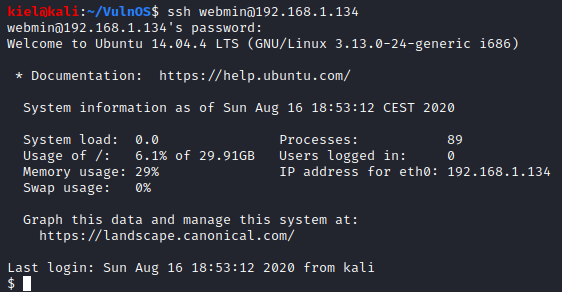 kiel@kali:~/VulnOS$ ssh webmin@192.168.1.134
webmin@192.168.1.134's password:
Welcome to Ubuntu 14.04.4 LTS (GNU/Linux 3.13.0-24-generic i686)
* Documentation:  https://help.ubuntu.com/
System information as of Sun Aug 16 18:53:12 CEST 2020
System load:  0.0               Processes:           89
Usage of /:   6.1% of 29.91GB   Users logged in:     0
Memory usage: 29%               IP address for eth0: 192.168.1.134
Swap usage:   0%
Graph this data and manage this system at:
https://landscape.canonical.com/
Last login: Sun Aug 16 18:53:12 2020 from kali
$